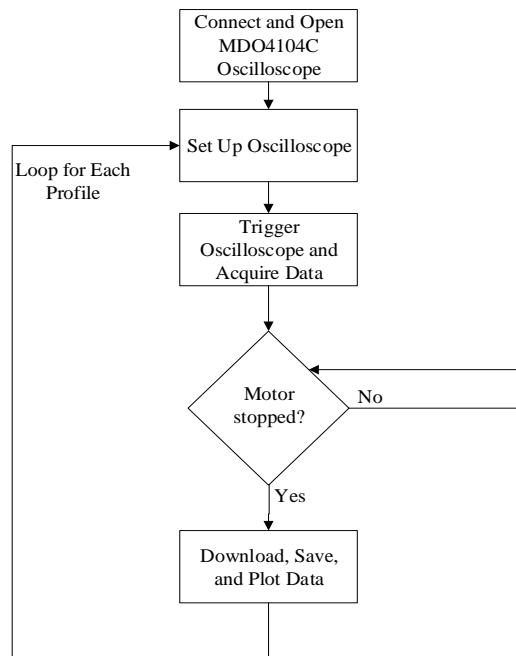 Connect and Open
MDO4104C
Oscilloscope
Set Up Oscilloscope
Loop for Each
Profile
Trigger
Oscilloscope and
Acquire Data
Motor
stopped?
No
Yes
Download, Save,
and Plot Data